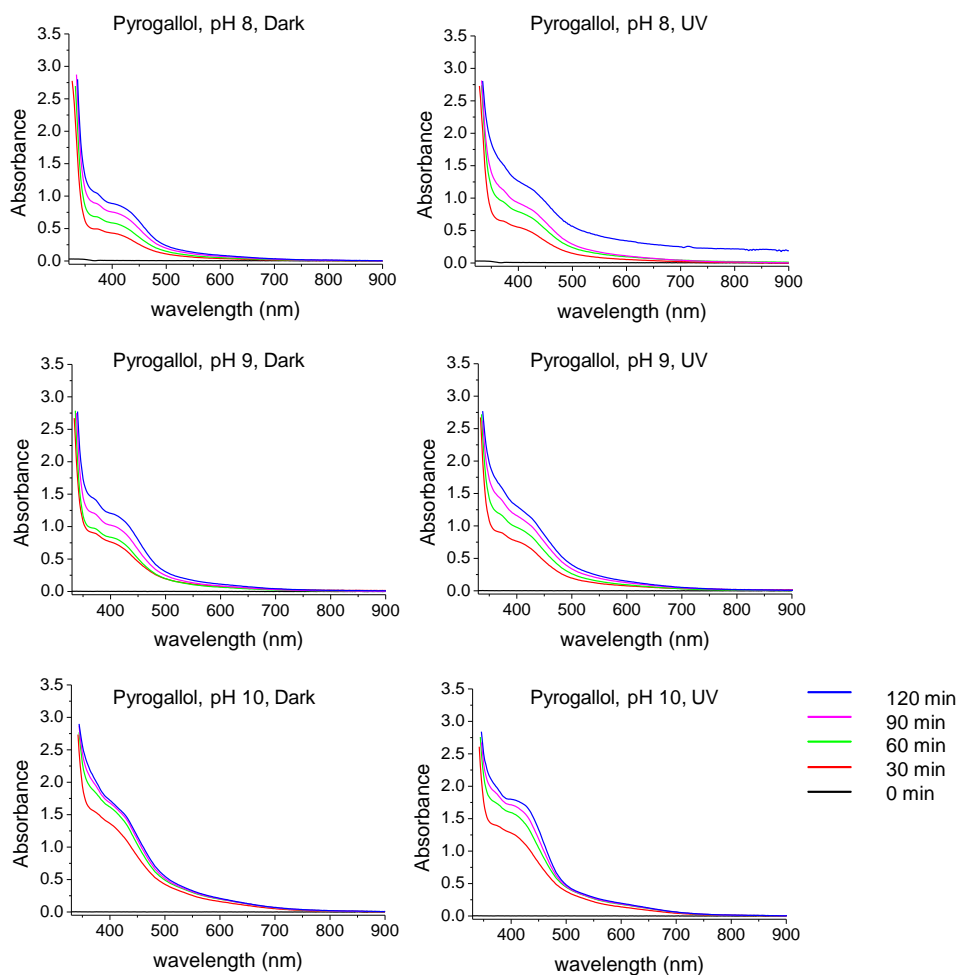 Pyrogallol, pH 8, Dark
3.5
3.0
2.5
2.0
1.5
1.0
0.5
0.0
Absorbance
400 500 600 700 800 900
wavelength (nm)
Pyrogallol, pH 8, UV
3.5
3.0
2.5
2.0
1.5
1.0
0.5
0.0
Absorbance
400 500 600 700 800 900
wavelength (nm)
Pyrogallol, pH 9, Dark
3.5
3.0
2.5
2.0
1.5
1.0
0.5
0.0
Absorbance
400 500 600 700 800 900
wavelength (nm)
Pyrogallol, pH 9, UV
3.5
3.0
2.5
2.0
1.5
1.0
0.5
0.0
Absorbance
400 500 600 700 800 900
wavelength (nm)
Pyrogallol, pH 10, Dark
3.5
3.0
2.5
2.0
1.5
1.0
0.5
0.0
Absorbance
400 500 600 700 800 900
wavelength (nm)
Pyrogallol, pH 10, UV
3.5
3.0
2.5
2.0
1.5
1.0
0.5
0.0
Absorbance
400 500 600 700 800 900
wavelength (nm)
120 min
90 min
60 min
30 min
0 min